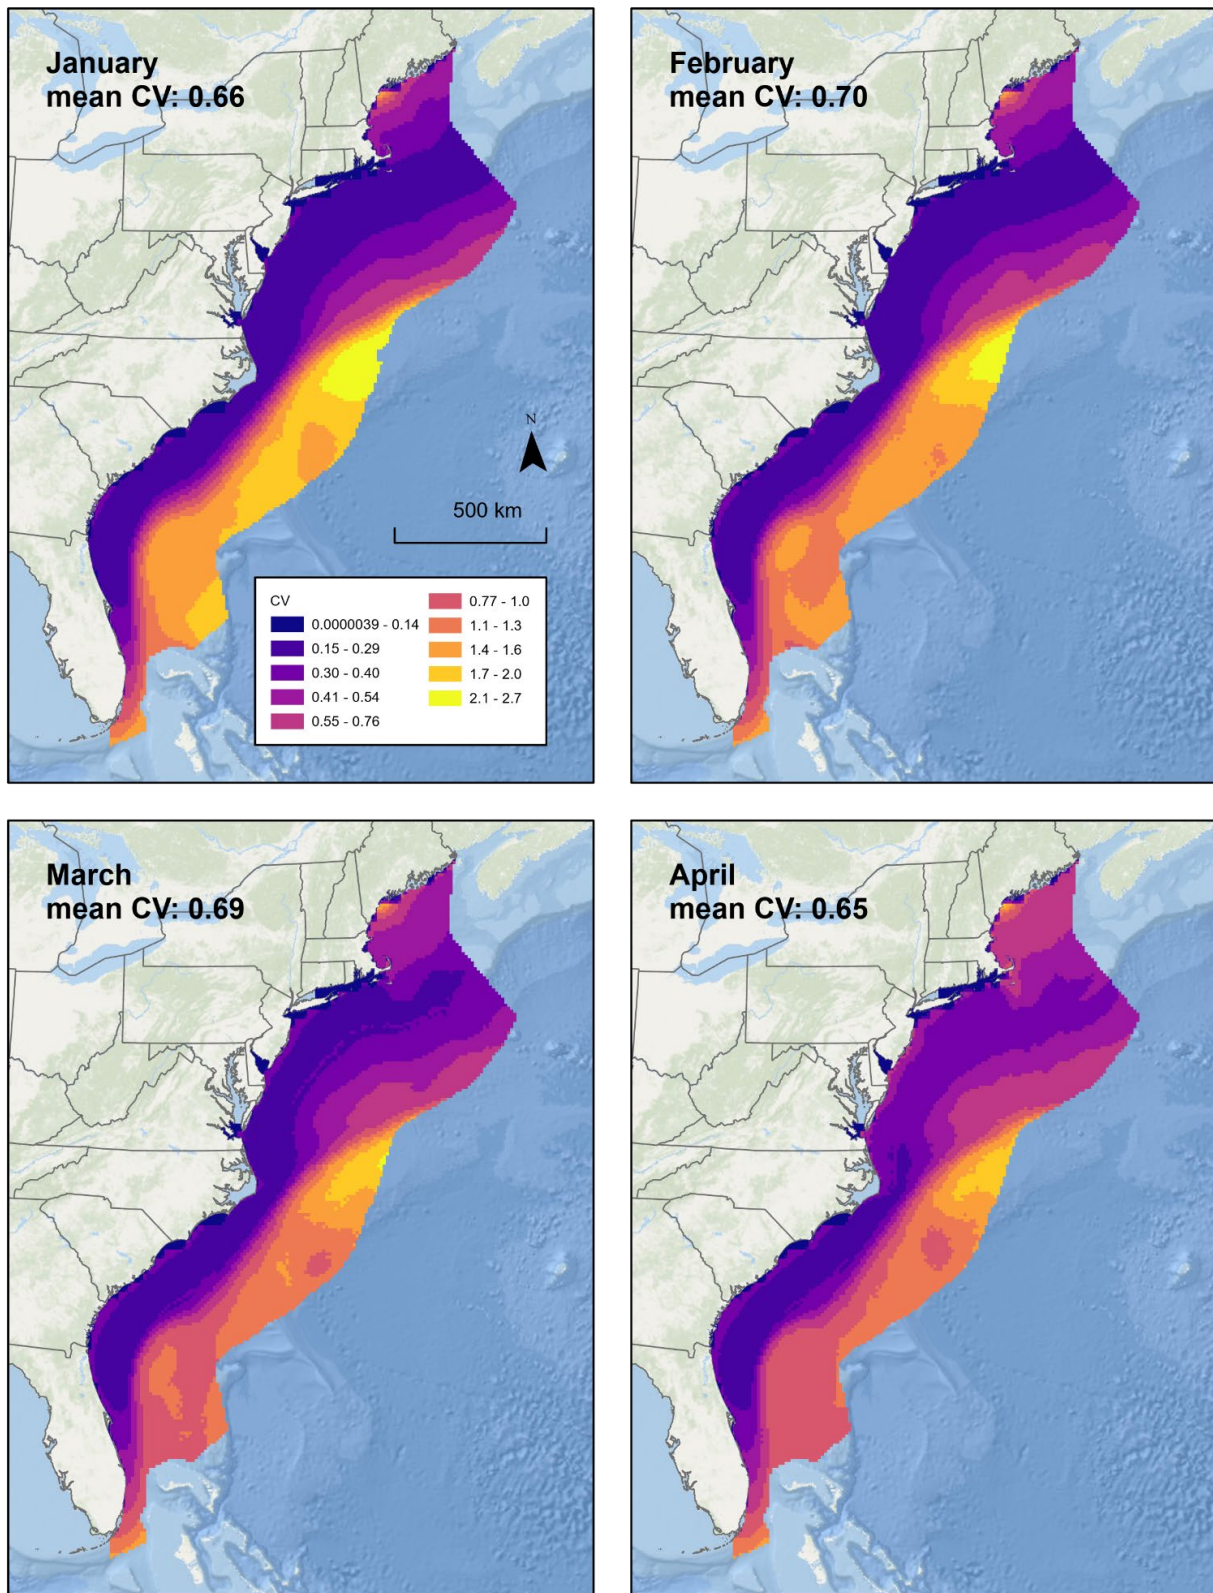 January
mean CV: 0.66
February
mean CV: 0.70
N
500 km
CV
0.0000039 - 0.14
0.15 - 0.29
0.30 - 0.40
0.41 - 0.54
0.55 - 0.76
0.77 - 1.0
1.1 - 1.3
1.4 - 1.6
1.7 - 2.0
2.1 - 2.7
March
mean CV: 0.69
April
mean CV: 0.65